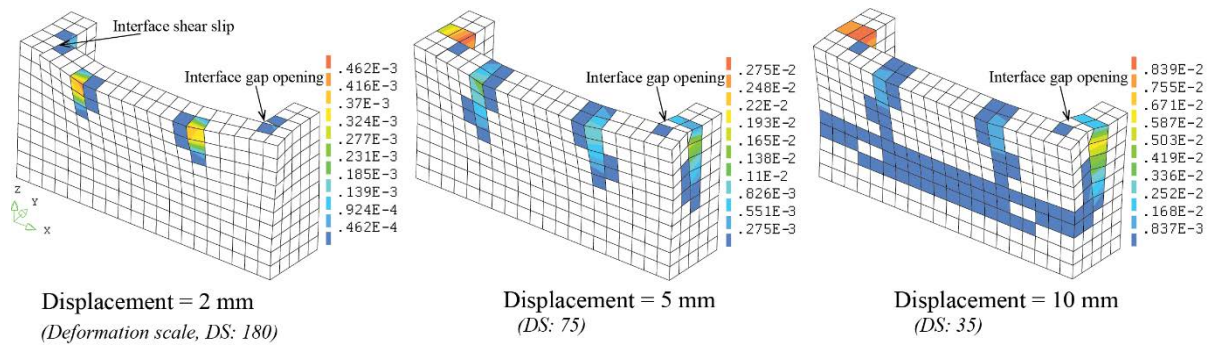 Interface shear slip
Interface gap opening
.462E-3
.416E-3
.37E-3
.324E-3
.277E-3
.231E-3
.185E-3
.139E-3
.924E-4
.462E-4
Z
Y
X
Displacement = 2 mm
(Deformation scale, DS: 180)
Interface gap opening
.275E-2
.248E-2
.22E-2
.193E-2
.165E-2
.138E-2
.11E-2
.826E-3
.551E-3
.275E-3
Displacement = 5 mm
(DS: 75)
Interface gap opening
.839E-2
.755E-2
.671E-2
.587E-2
.503E-2
.419E-2
.336E-2
.252E-2
.168E-2
.837E-3
Displacement = 10 mm
(DS: 35)